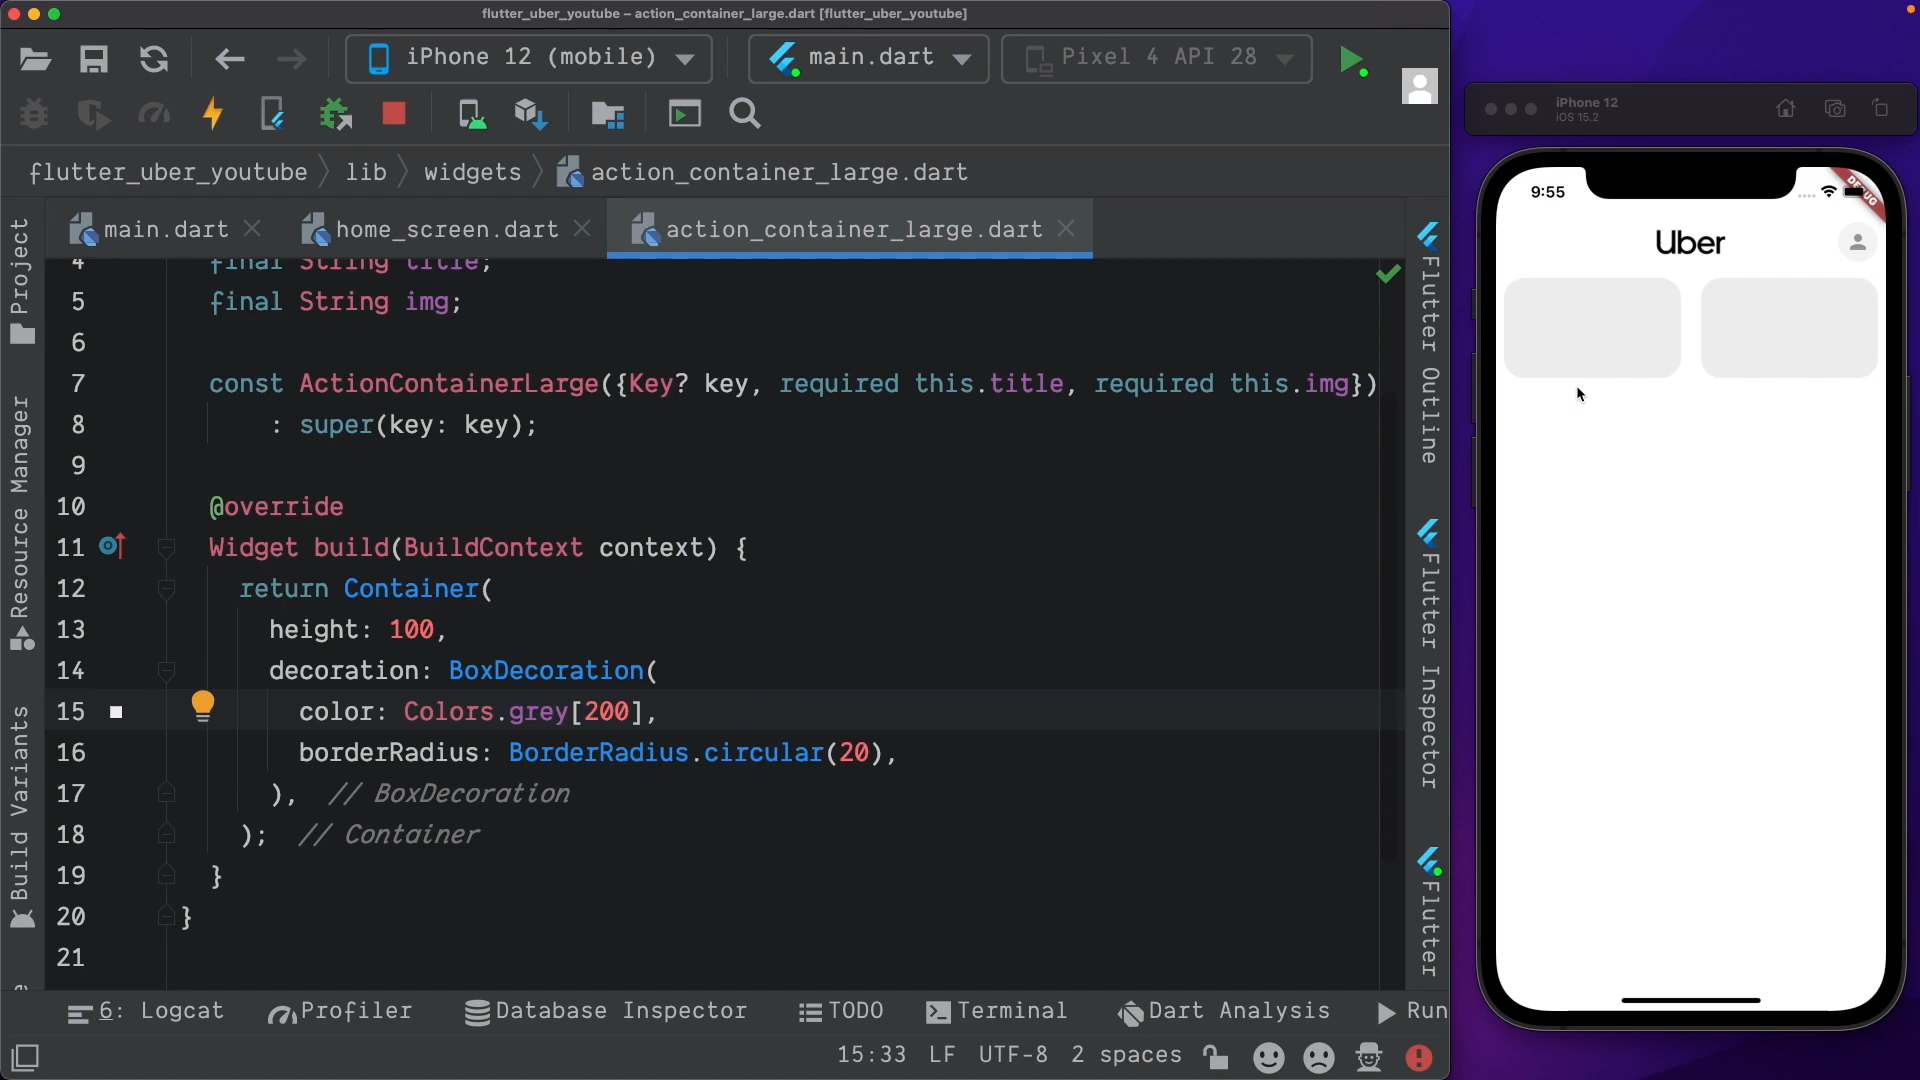 flutter_uber_youtube – action_container_large.dart [flutter_uber_youtube]
iPhone 12 (mobile)
main.dart
Pixel 4 API 28
flutter_uber_youtube
lib
widgets
action_container_large.dart
main.dart
home_screen.dart
action_container_large.dart
4 final String title;
5 final String img;
6
7 const ActionContainerLarge({Key? key, required this.title, required this.img})
8 : super(key: key);
9
10 @override
11 Widget build(BuildContext context) {
12 return Container(
13 height: 100,
14 decoration: BoxDecoration(
15 color: Colors.grey[200],
16 borderRadius: BorderRadius.circular(20),
17 ), // BoxDecoration
18 ); // Container
19 }
20 }
21
Project
Resource Manager
Build Variants
Flutter Outline
Flutter Inspector
Flutter
6: Logcat
Profiler
Database Inspector
TODO
Terminal
Dart Analysis
Run
15:33 LF UTF-8 2 spaces
iPhone 12
iOS 15.2
9:55
DEBUG
Uber